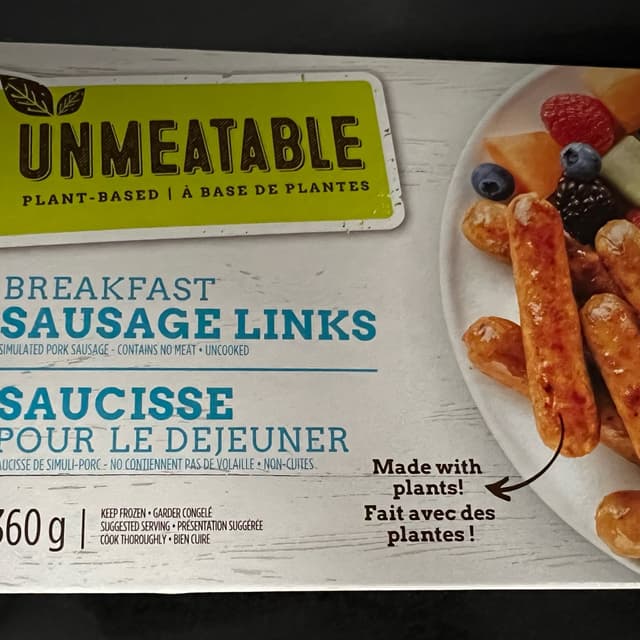 UNMEATABLE
PLANT-BASED | À BASE DE PLANTES
BREAKFAST
SAUSAGE LINKS
SIMULATED PORK SAUSAGE - CONTAINS NO MEAT • UNCOOKED
SAUCISSE
POUR LE DEJEUNER
AUCISSE DE SIMULI-PORC - NO CONTIENNENT PAS DE VOLAILLE • NON-CUITES
360 g
KEEP FROZEN • GARDER CONGELÉ
SUGGESTED SERVING • PRÉSENTATION SUGGÉRÉE
COOK THOROUGHLY • BIEN CUIRE
Made with
plants!
Fait avec des
plantes !